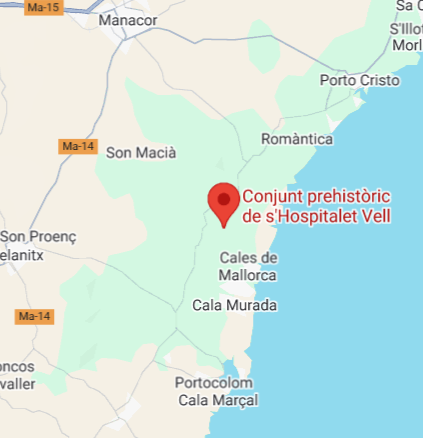 Ma-15
Manacor
Sa C
S'Illot
Morl
Porto Cristo
Romàntica
Ma-14
Son Macià
Conjunt prehistòric
de s'Hospitalet Vell
Son Proenç
elanitx
Cales de
Mallorca
Cala Murada
Ma-14
oncos
valler
Portocolom
Cala Marçal